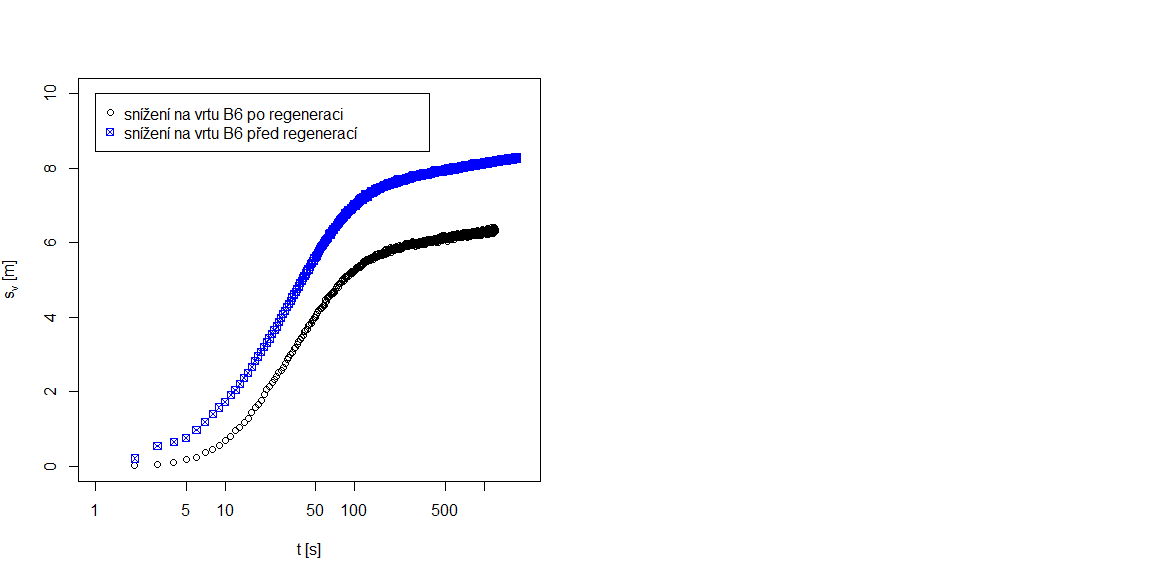 snížení na vrtu B6 po regeneraci
snížení na vrtu B6 před regenerací
10
8
6
4
2
0
sv [m]
1 5 10 50 100 500
t [s]